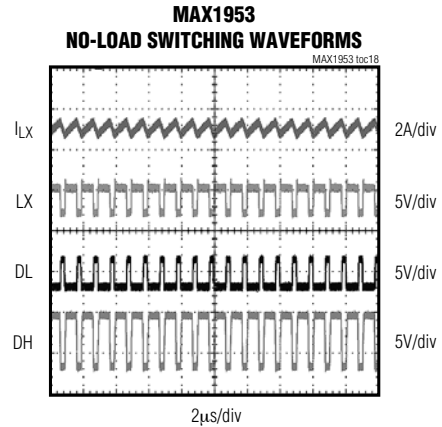 MAX1953
NO-LOAD SWITCHING WAVEFORMS
MAX1953 toc18
ILX
2A/div
LX
5V/div
DL
5V/div
DH
5V/div
2μs/div